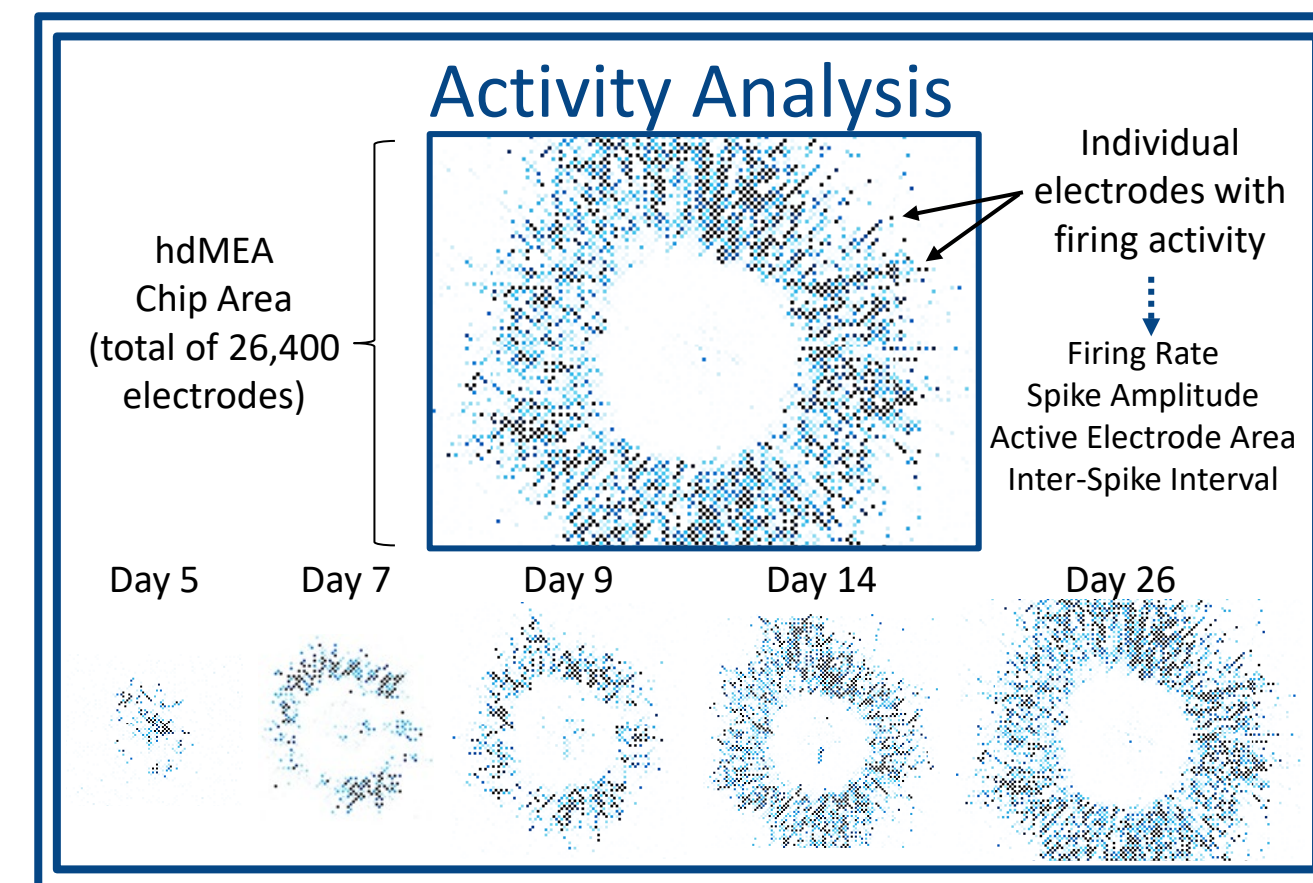 Activity Analysis
hdMEA
Chip Area
(total of 26,400
electrodes)
Individual
electrodes with
firing activity
Firing Rate
Spike Amplitude
Active Electrode Area
Inter-Spike Interval
Day 5
Day 7
Day 9
Day 14
Day 26